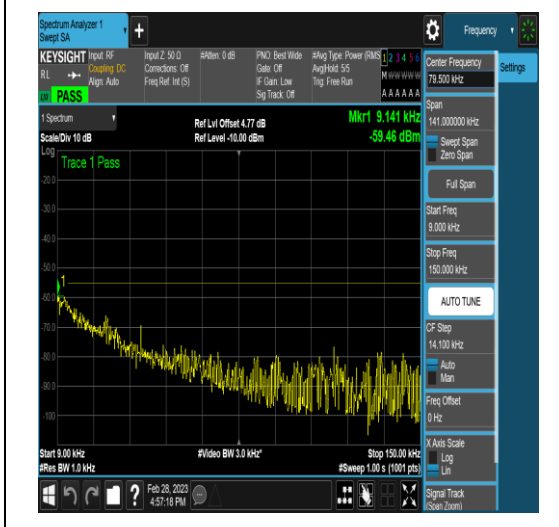 Spectrum Analyzer 1
Swept SA
+
Frequency
KEYSIGHT
RL
PASS
Input: RF
Coupling: DC
Align: Auto
Input Z: 50 Ω
Corrections: Off
Freq Ref: Int (S)
#Atten: 0 dB
PNO: Best Wide
Gate: Off
IF Gain: Low
Sig Track: Off
#Avg Type: Power (RMS)
Avg|Hold: 5/5
Trig: Free Run
1 2 3 4 5 6
M W W W W W
A A A A A A
1 Spectrum
Scale/Div 10 dB
Ref Lvl Offset 4.77 dB
Ref Level -10.00 dBm
Mkr1 9.141 kHz
-59.46 dBm
Log
Trace 1 Pass
-20.0
-30.0
-40.0
-50.0
1
-60.0
-70.0
-80.0
-90.0
-100
Start 9.00 kHz
#Res BW 1.0 kHz
#Video BW 3.0 kHz*
Stop 150.00 kHz
#Sweep 1.00 s (1001 pts)
?
Feb 28, 2023
4:57:18 PM
Center Frequency
79.500 kHz
Span
141.000000 kHz
Swept Span
Zero Span
Full Span
Start Freq
9.000 kHz
Stop Freq
150.000 kHz
AUTO TUNE
CF Step
14.100 kHz
Auto
Man
Freq Offset
0 Hz
X Axis Scale
Log
Lin
Signal Track
(Span Zoom)
Settings